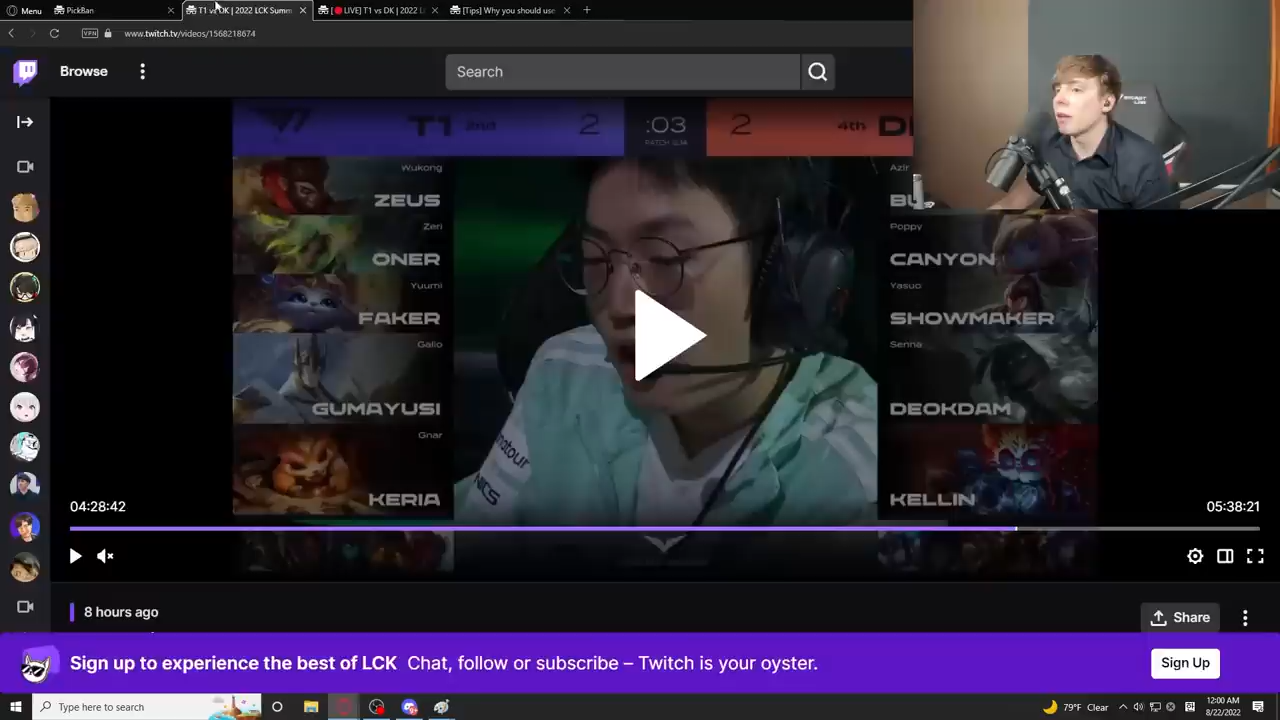 Menu
PickBan
T1 vs DK | 2022 LCK Summ
[🔴LIVE] T1 vs DK | 2022 L
[Tips] Why you should use
VPN
www.twitch.tv/videos/1568218674
Browse
Search
T1 2nd 2
:03
2 4th
Wukong
ZEUS
Zeri
ONER
Yuumi
FAKER
Galio
GUMAYUSI
Gnar
KERIA
Azir
Poppy
CANYON
Yasuo
SHOWMAKER
Senna
DEOKDAM
KELLIN
04:28:42
05:38:21
8 hours ago
Share
Sign up to experience the best of LCK Chat, follow or subscribe – Twitch is your oyster.
Sign Up
Type here to search
79°F Clear
12:00 AM
8/22/2022